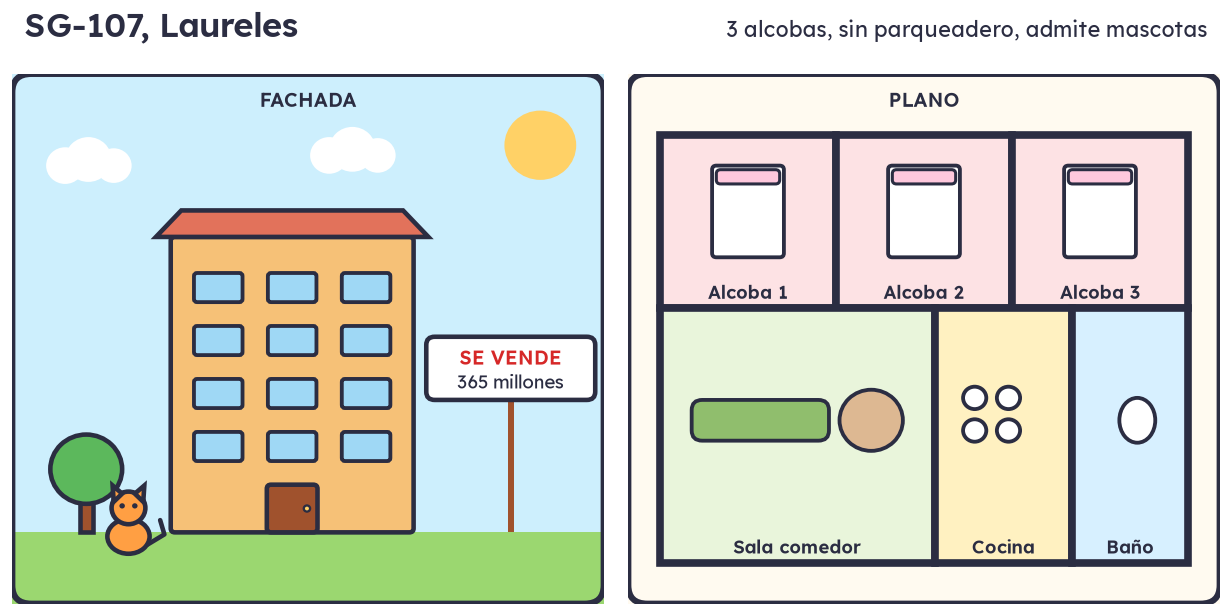 SG-107, Laureles
3 alcobas, sin parqueadero, admite mascotas
FACHADA
SE VENDE
365 millones
PLANO
Alcoba 1
Alcoba 2
Alcoba 3
Sala comedor
Cocina
Baño